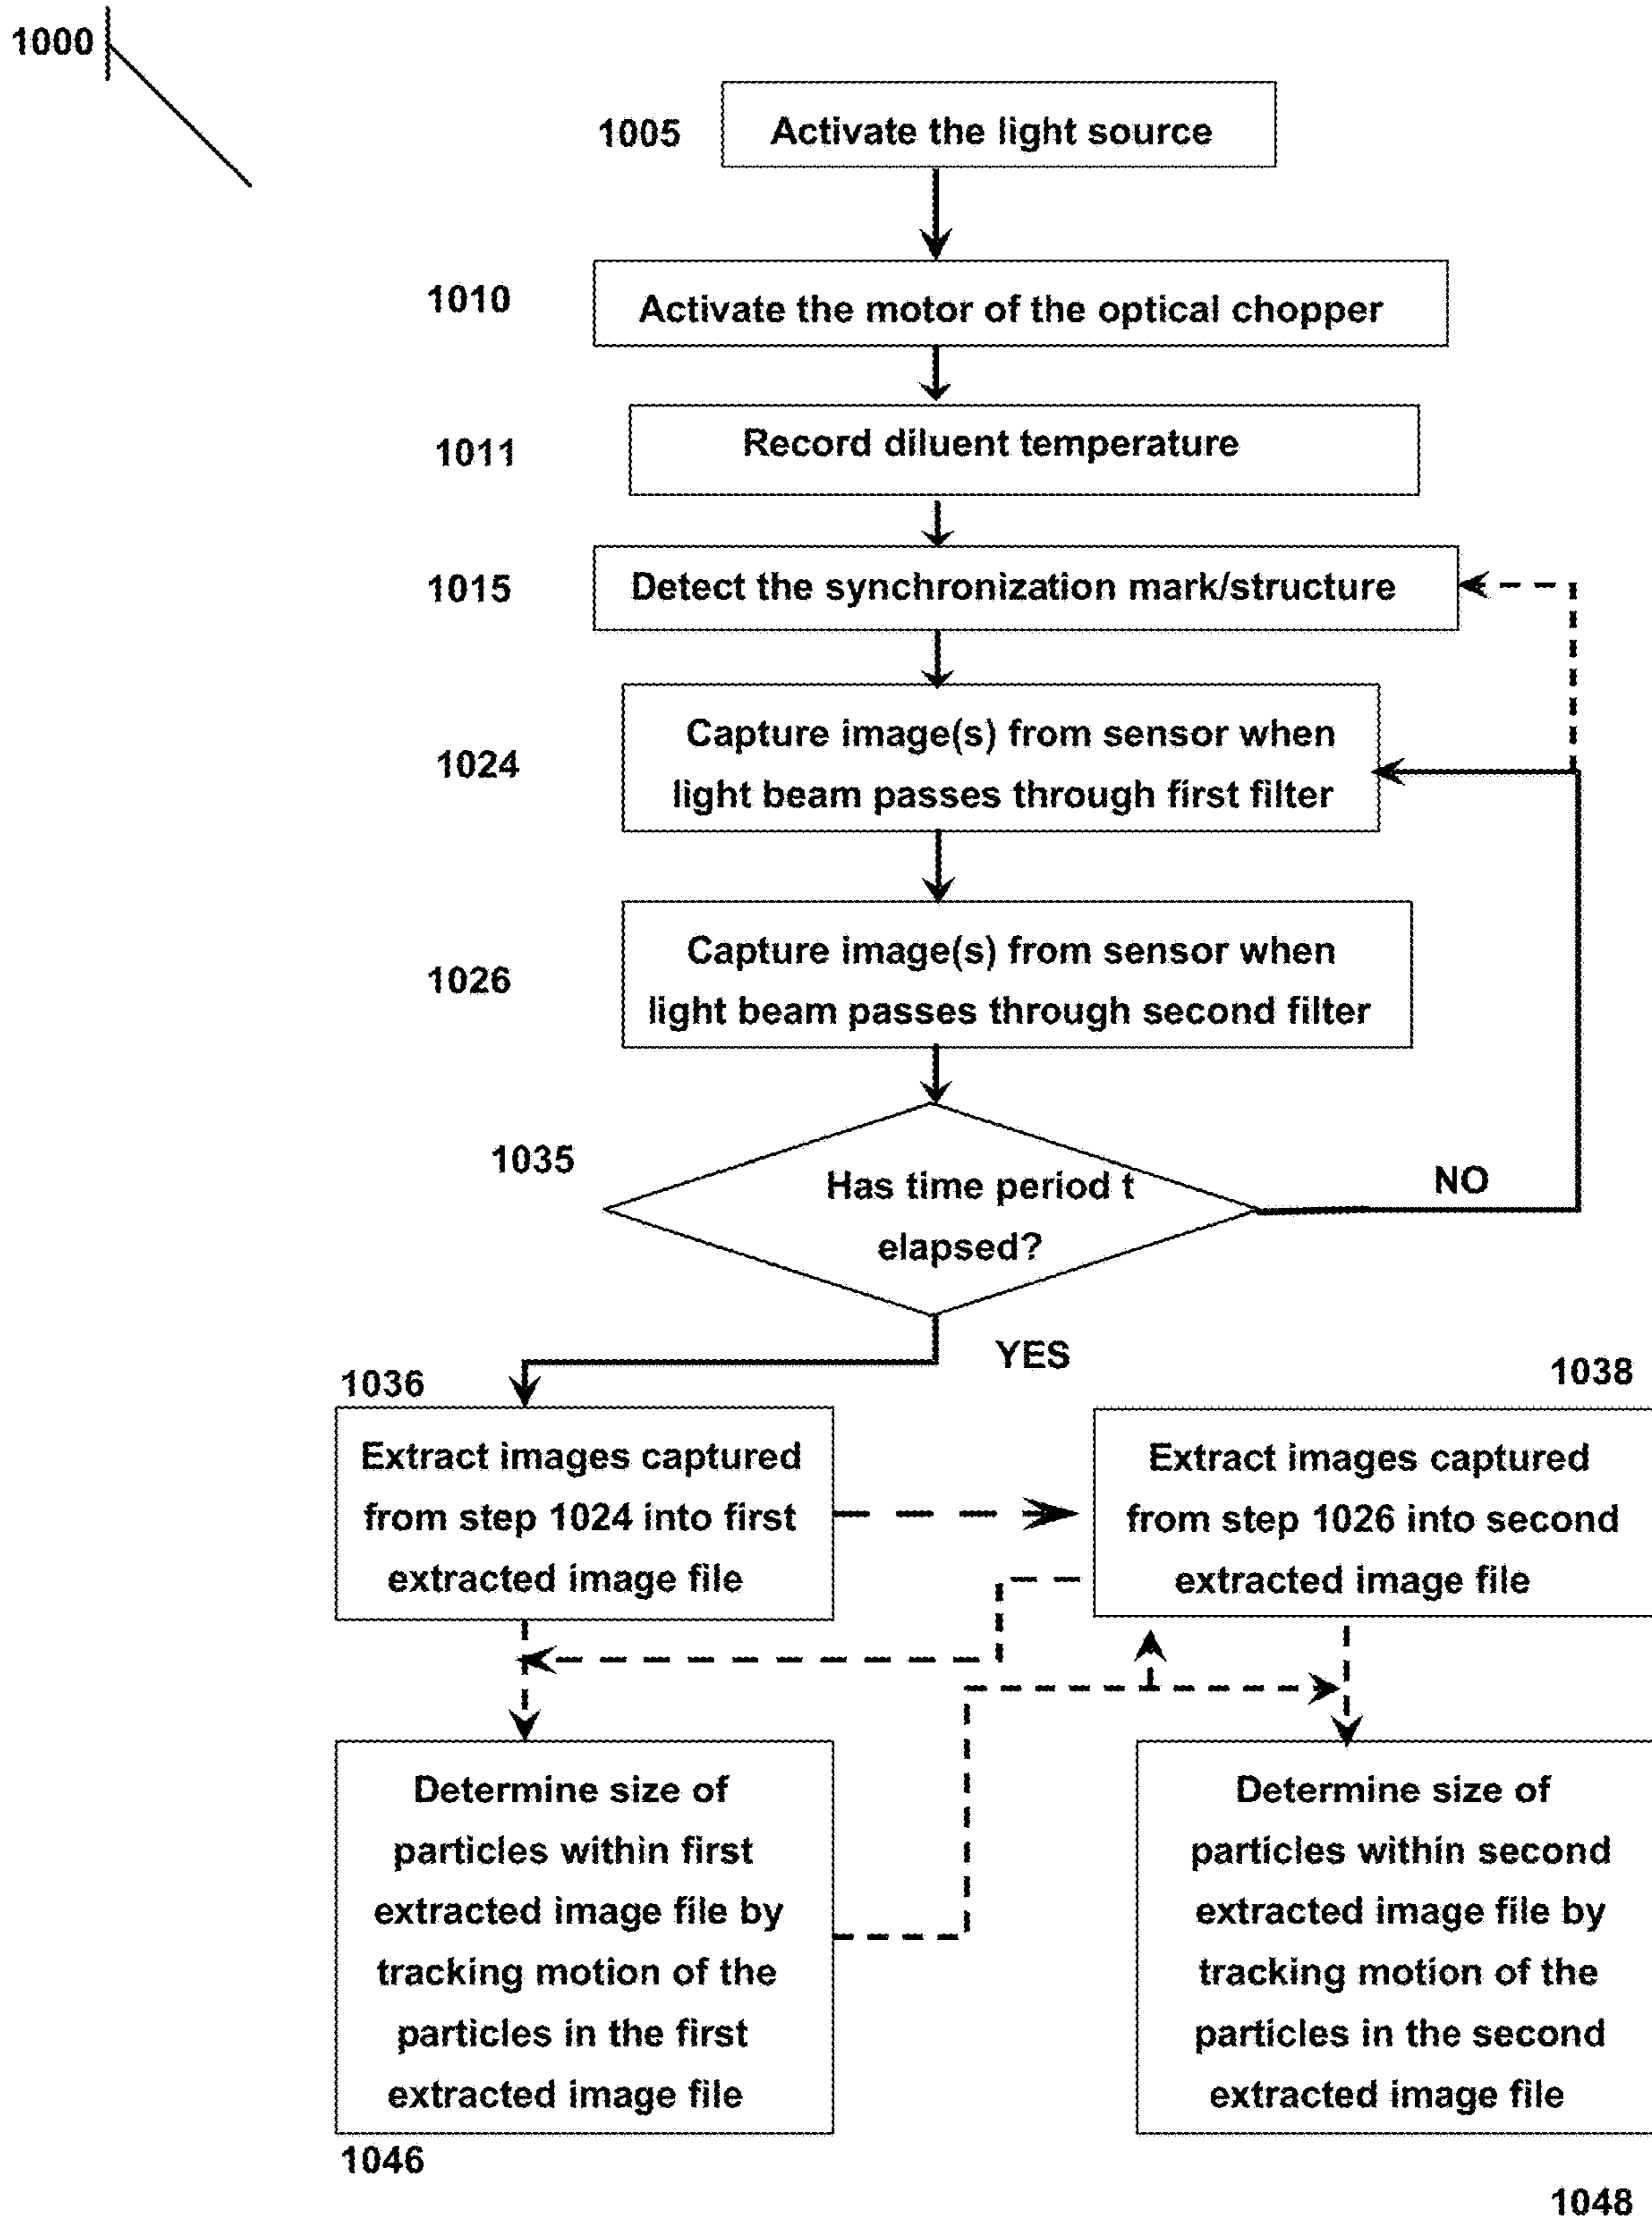 1000
1005
Activate the light source
1010
Activate the motor of the optical chopper
1011
Record diluent temperature
1015
Detect the synchronization mark/structure
1024
Capture image(s) from sensor when
light beam passes through first filter
1026
Capture image(s) from sensor when
light beam passes through second filter
1035
Has time period t
elapsed?
NO
YES
1036
Extract images captured
from step 1024 into first
extracted image file
1038
Extract images captured
from step 1026 into second
extracted image file
Determine size of
particles within first
extracted image file by
tracking motion of the
particles in the first
extracted image file
1046
Determine size of
particles within second
extracted image file by
tracking motion of the
particles in the second
extracted image file
1048